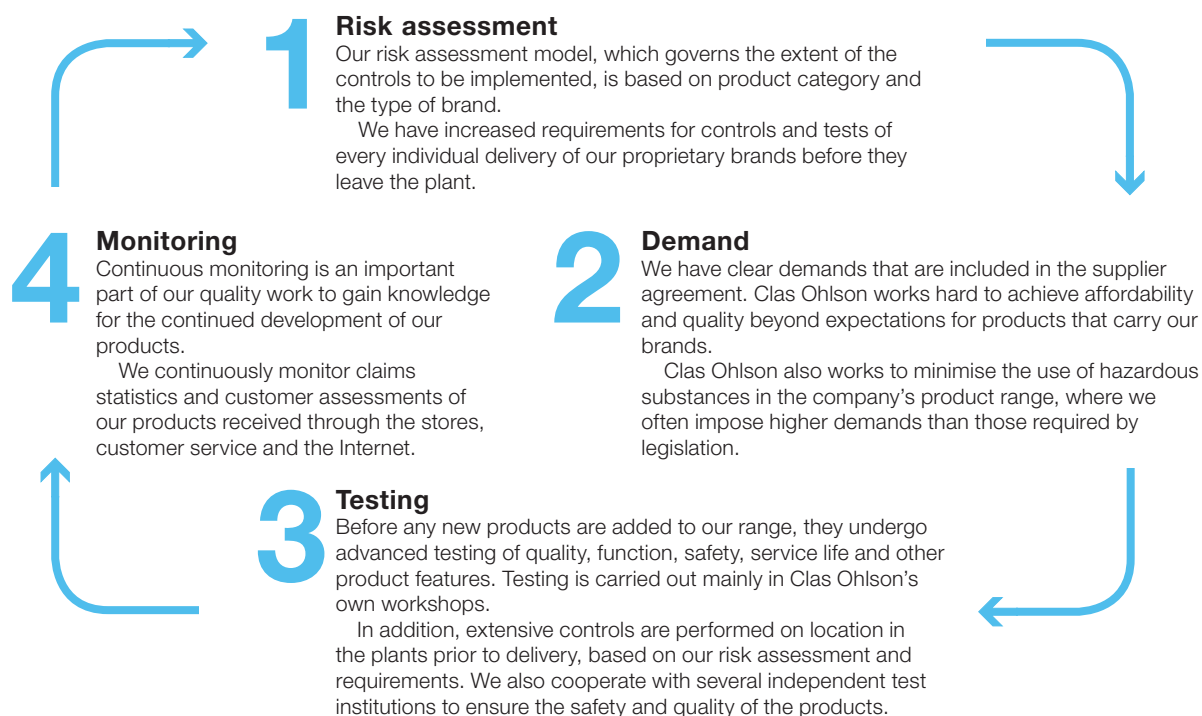 1
Risk assessment
Our risk assessment model, which governs the extent of the
controls to be implemented, is based on product category and
the type of brand.
We have increased requirements for controls and tests of
every individual delivery of our proprietary brands before they
leave the plant.
2
Demand
We have clear demands that are included in the supplier
agreement. Clas Ohlson works hard to achieve affordability
and quality beyond expectations for products that carry our
brands.
Clas Ohlson also works to minimise the use of hazardous
substances in the company’s product range, where we
often impose higher demands than those required by
legislation.
3
Testing
Before any new products are added to our range, they undergo
advanced testing of quality, function, safety, service life and other
product features. Testing is carried out mainly in Clas Ohlson’s
own workshops.
In addition, extensive controls are performed on location in
the plants prior to delivery, based on our risk assessment and
requirements. We also cooperate with several independent test
institutions to ensure the safety and quality of the products.
4
Monitoring
Continuous monitoring is an important
part of our quality work to gain knowledge
for the continued development of our
products.
We continuously monitor claims
statistics and customer assessments of
our products received through the stores,
customer service and the Internet.